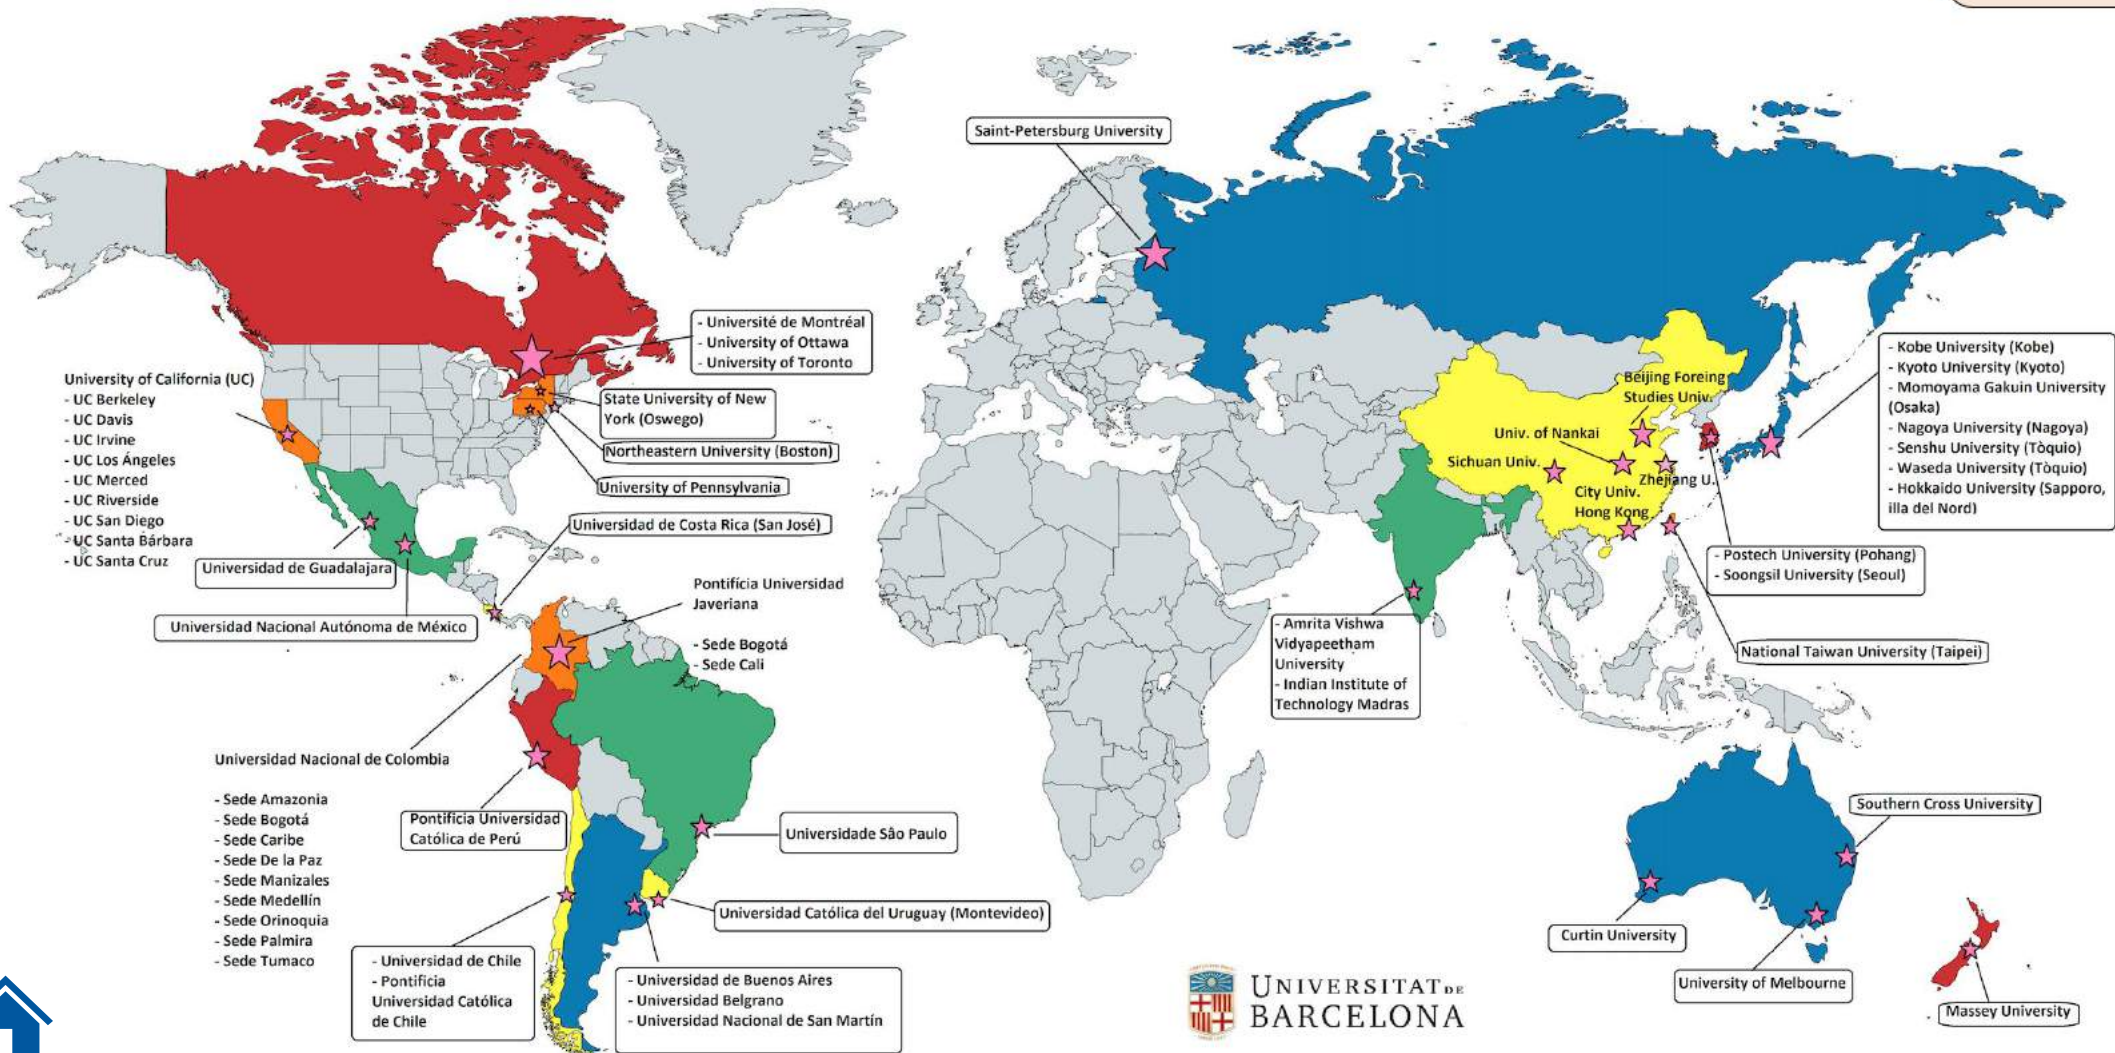 Saint-Petersburg University
- Université de Montréal
- University of Ottawa
- University of Toronto
State University of New
York (Oswego)
Northeastern University (Boston)
University of Pennsylvania
University of California (UC)
- UC Berkeley
- UC Davis
- UC Irvine
- UC Los Ángeles
- UC Merced
- UC Riverside
- UC San Diego
- UC Santa Bárbara
- UC Santa Cruz
Universidad de Guadalajara
Universidad Nacional Autónoma de México
Universidad de Costa Rica (San José)
Pontifícia Universidad
Javeriana
- Sede Bogotá
- Sede Cali
Universidad Nacional de Colombia
- Sede Amazonia
- Sede Bogotá
- Sede Caribe
- Sede De la Paz
- Sede Manizales
- Sede Medellín
- Sede Orinoquia
- Sede Palmira
- Sede Tumaco
Pontificia Universidad
Católica de Perú
Universidade Sâo Paulo
Universidad Católica del Uruguay (Montevideo)
- Universidad de Chile
- Pontificia
Universidad Católica
de Chile
- Universidad de Buenos Aires
- Universidad Belgrano
- Universidad Nacional de San Martín
Beijing Foreing
Studies Univ.
Univ. of Nankai
Sichuan Univ.
Zhejiang U.
City Univ.
Hong Kong
- Kobe University (Kobe)
- Kyoto University (Kyoto)
- Momoyama Gakuin University
(Osaka)
- Nagoya University (Nagoya)
- Senshu University (Tòquio)
- Waseda University (Tòquio)
- Hokkaido University (Sapporo,
illa del Nord)
- Postech University (Pohang)
- Soongsil University (Seoul)
National Taiwan University (Taipei)
- Amrita Vishwa
Vidyapeetham
University
- Indian Institute of
Technology Madras
Southern Cross University
Curtin University
University of Melbourne
Massey University
UNIVERSITAT DE
BARCELONA